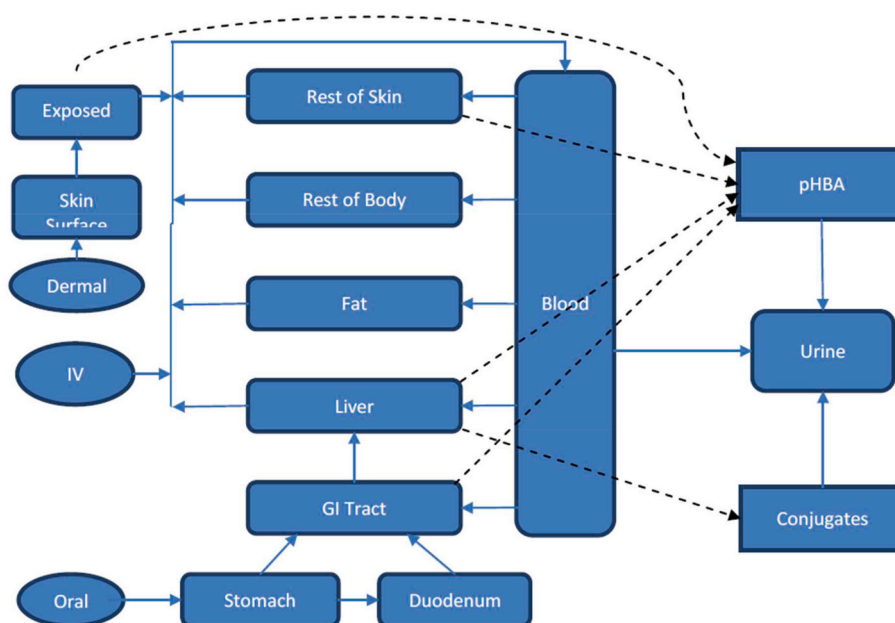 Exposed
Rest of Skin
pHBA
Skin
Surface
Rest of Body
Dermal
Fat
Blood
Urine
IV
Liver
GI Tract
Conjugates
Oral
Stomach
Duodenum